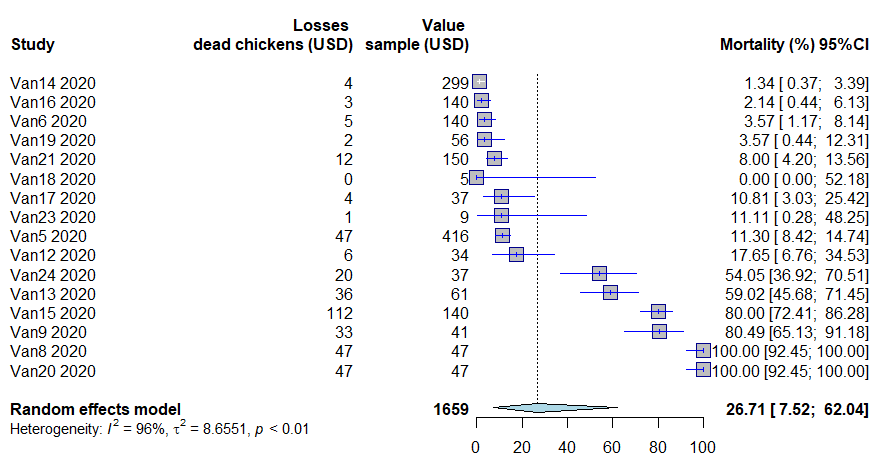 Losses Value
Study dead chickens (USD) sample (USD) Mortality (%) 95%CI
Van14 2020 4 299 1.34 [ 0.37; 3.39]
Van16 2020 3 140 2.14 [ 0.44; 6.13]
Van6 2020 5 140 3.57 [ 1.17; 8.14]
Van19 2020 2 56 3.57 [ 0.44; 12.31]
Van21 2020 12 150 8.00 [ 4.20; 13.56]
Van18 2020 0 5 0.00 [ 0.00; 52.18]
Van17 2020 4 37 10.81 [ 3.03; 25.42]
Van23 2020 1 9 11.11 [ 0.28; 48.25]
Van5 2020 47 416 11.30 [ 8.42; 14.74]
Van12 2020 6 34 17.65 [ 6.76; 34.53]
Van24 2020 20 37 54.05 [36.92; 70.51]
Van13 2020 36 61 59.02 [45.68; 71.45]
Van15 2020 112 140 80.00 [72.41; 86.28]
Van9 2020 33 41 80.49 [65.13; 91.18]
Van8 2020 47 47 100.00 [92.45; 100.00]
Van20 2020 47 47 100.00 [92.45; 100.00]
Random effects model 1659 26.71 [ 7.52; 62.04]
Heterogeneity: I² = 96%, τ² = 8.6551, p < 0.01
0 20 40 60 80 100